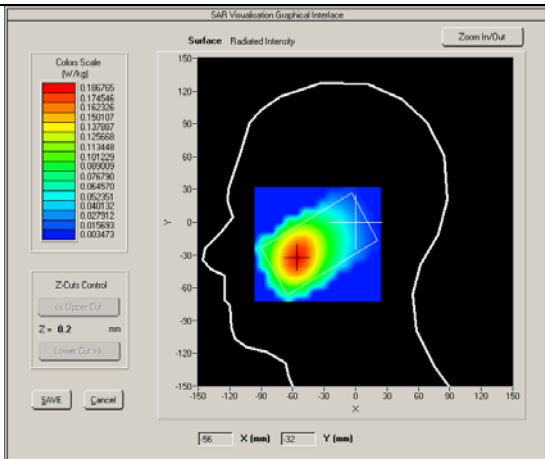 SAR Visualisation Graphical Interface
Surface Radiated Intensity
Zoom In/Out
Colors Scale
(W/kg)
0.186765
0.174546
0.162326
0.150107
0.137887
0.125668
0.113448
0.101229
0.089009
0.076790
0.064570
0.052351
0.040132
0.027912
0.015693
0.003473
Z-Cuts Control
<< Upper Cut
Z = 0.2 mm
Lower Cut >>
SAVE Cancel
150
120
90
60
30
0
-30
-60
-90
-120
-150
Y
-150 -120 -90 -60 -30 0 30 60 90 120 150
X
-56 X (mm) -32 Y (mm)